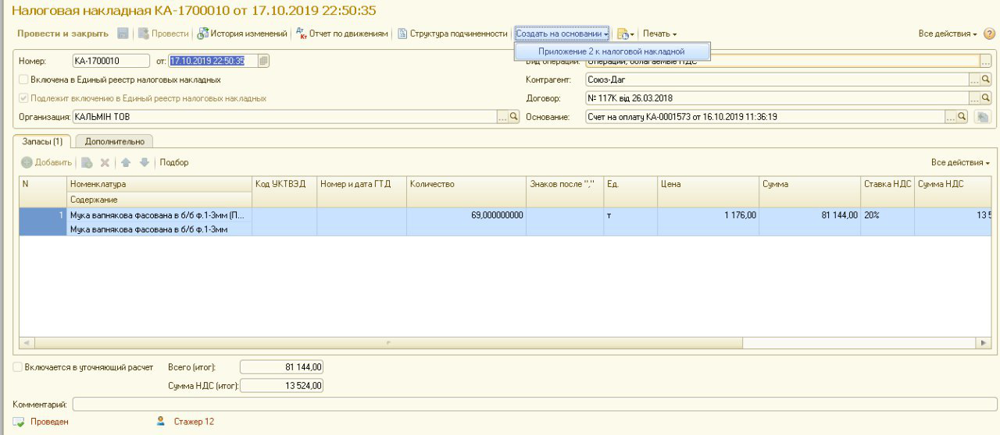 Налоговая накладная КА-1700010 от 17.10.2019 22:50:35
Провести и закрыть Провести История изменений Дт Кт Отчет по движениям Структура подчиненности Создать на основании Печать Все действия
Приложение 2 к налоговой накладной
Номер: КА-1700010 от: 17.10.2019 22:50:35 Вид операции: Операции, облагаемые НДС ...
Включена в Единый реестр налоговых накладных Контрагент: Союз-Даг ...
Подлежит включению в Единый реестр налоговых накладных Договор: № 117К від 26.03.2018 ...
Организация: КАЛЬМІН ТОВ ... Основание: Счет на оплату КА-0001573 от 16.10.2019 11:36:19 ...
Запасы (1) Дополнительно
Добавить Подбор Все действия
N Номенклатура Код УКТВЭД Номер и дата ГТД Количество Знаков после "," Ед. Цена Сумма Ставка НДС Сумма НДС
Содержание
1 Мука вапнякова фасована в б/б ф.1-3мм (П... 69,000000000 т 1 176,00 81 144,00 20% 13 5
Мука вапнякова фасована в б/б ф.1-3мм
Включается в уточняющий расчет Всего (итог): 81 144,00
Сумма НДС (итог): 13 524,00
Комментарий:
Проведен Стажер 12